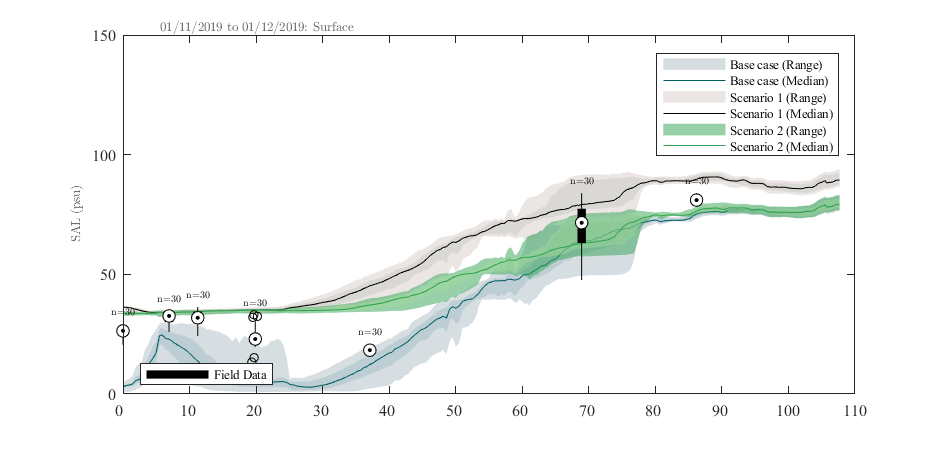 01/11/2019 to 01/12/2019: Surface
150
100
50
0
SAL (psu)
Base case (Range)
Base case (Median)
Scenario 1 (Range)
Scenario 1 (Median)
Scenario 2 (Range)
Scenario 2 (Median)
n=30
n=30
n=30
n=30
n=30
n=30
n=30
Field Data
0 10 20 30 40 50 60 70 80 90 100 110